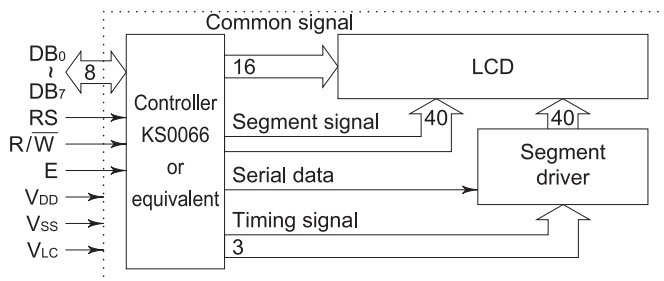 Common signal
DB0
~
DB7
8
16
LCD
Controller
KS0066
or
equivalent
RS
R/W̅
E
VDD
VSS
VLC
Segment signal
40
40
Segment
driver
Serial data
Timing signal
3